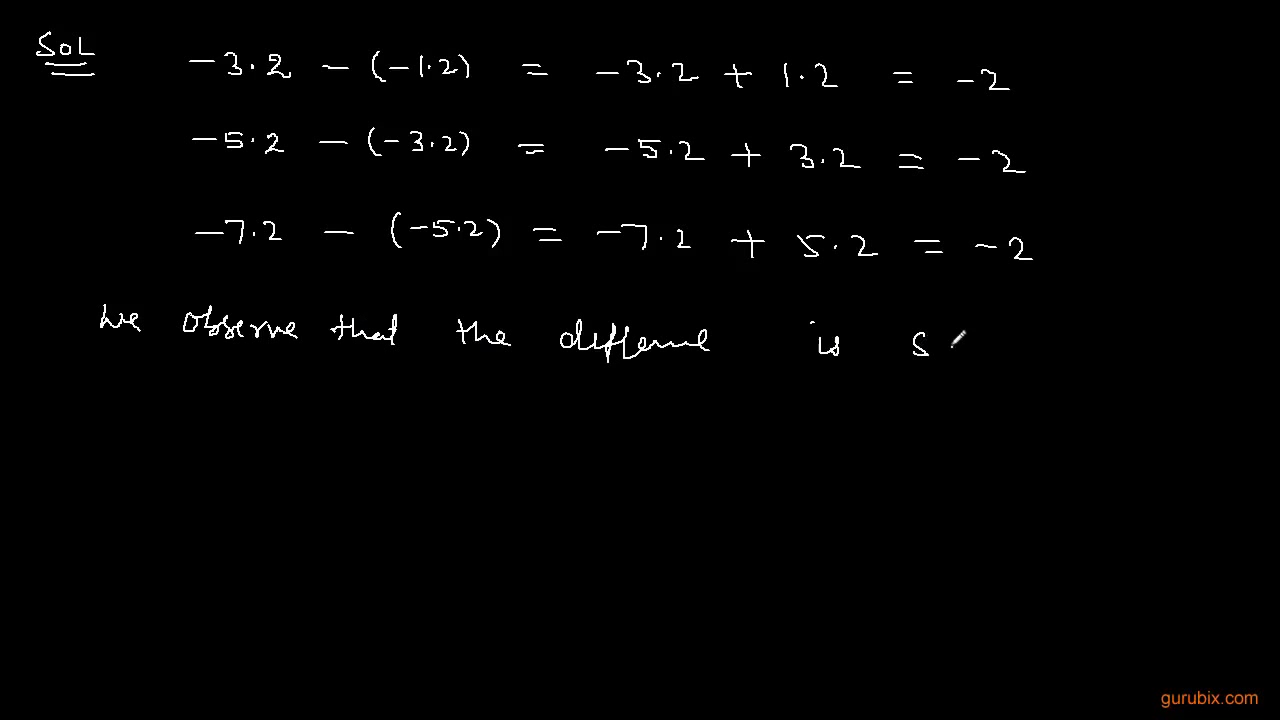 SOL
-3.2 - (-1.2) = -3.2 + 1.2 = -2
-5.2 - (-3.2) = -5.2 + 3.2 = -2
-7.2 - (-5.2) = -7.2 + 5.2 = -2
We observe that the difference is s
gurubix.com